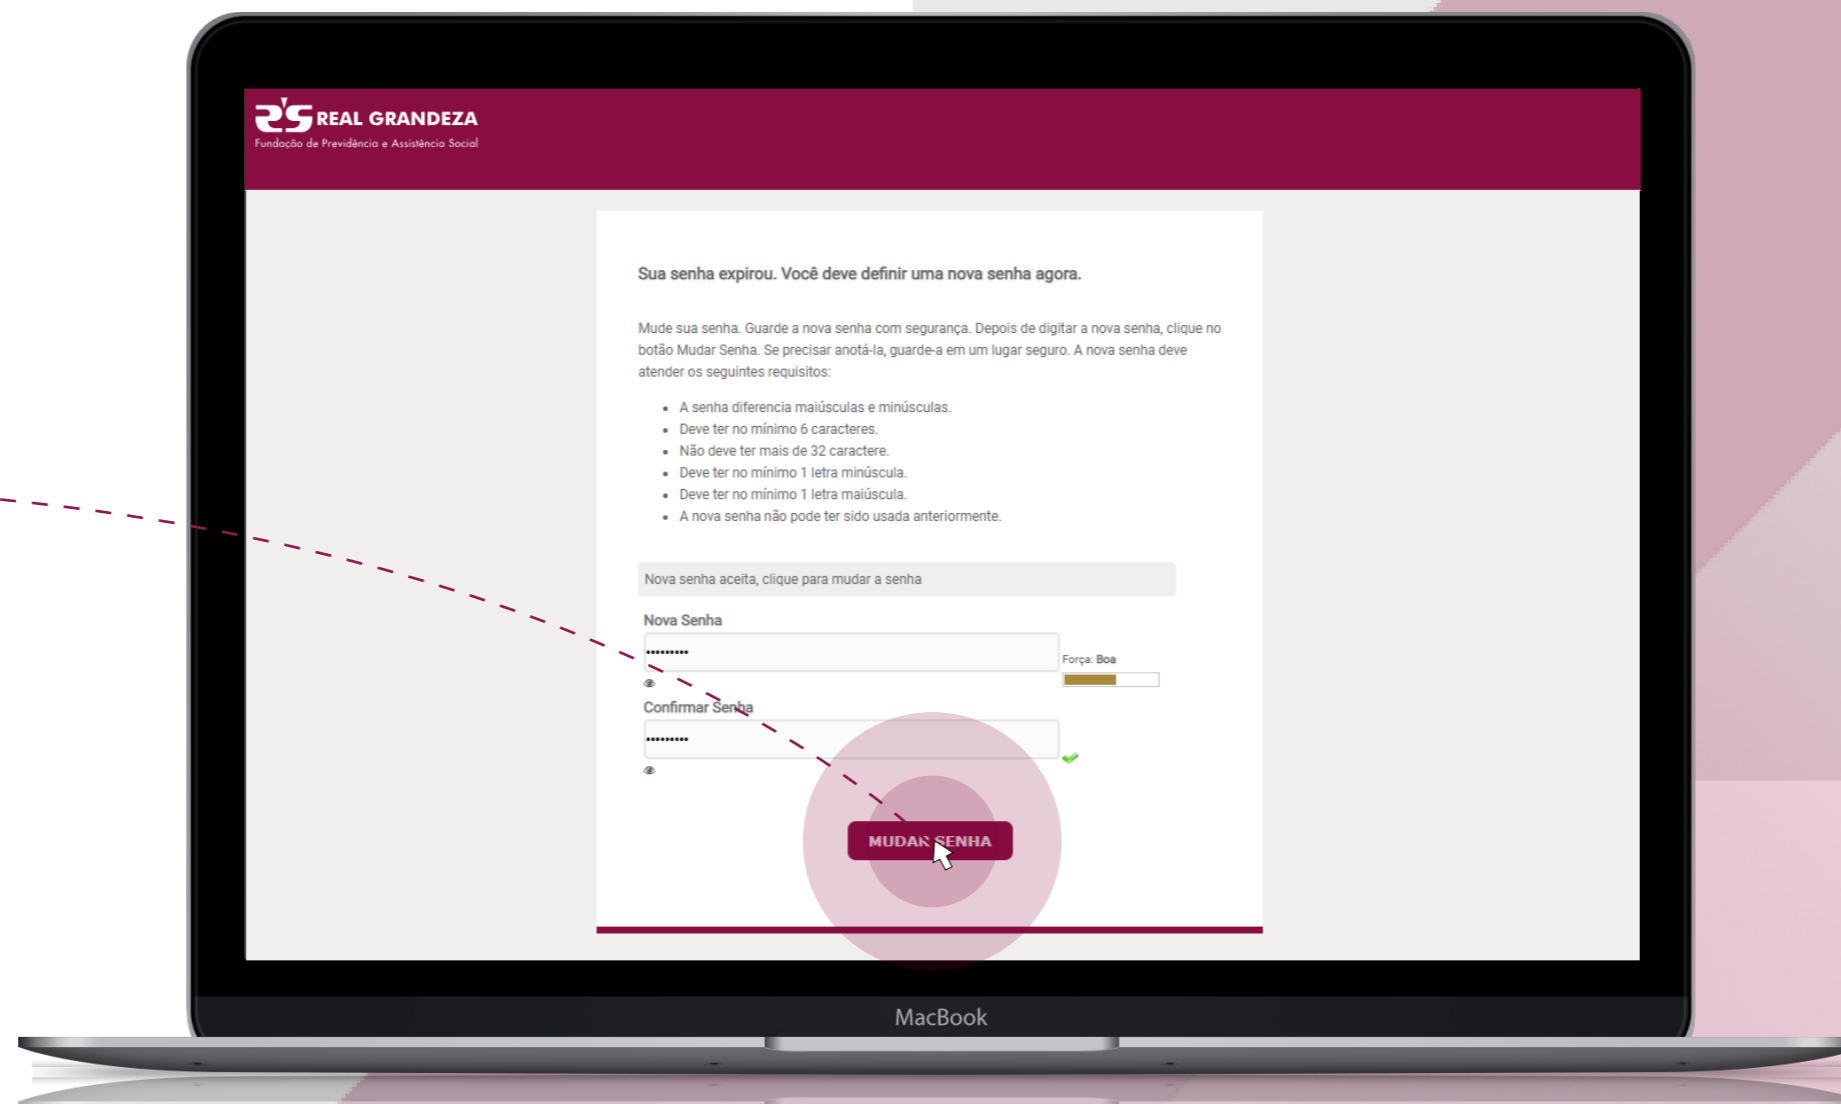 REAL GRANDEZA
Fundação de Previdência e Assistência Social
Sua senha expirou. Você deve definir uma nova senha agora.
Mude sua senha. Guarde a nova senha com segurança. Depois de digitar a nova senha, clique no
botão Mudar Senha. Se precisar anotá-la, guarde-a em um lugar seguro. A nova senha deve
atender os seguintes requisitos:
• A senha diferencia maiúsculas e minúsculas.
• Deve ter no mínimo 6 caracteres.
• Não deve ter mais de 32 caractere.
• Deve ter no mínimo 1 letra minúscula.
• Deve ter no mínimo 1 letra maiúscula.
• A nova senha não pode ter sido usada anteriormente.
Nova senha aceita, clique para mudar a senha
Nova Senha
•••••••••
Força: Boa
Confirmar Senha
•••••••••
MUDAR SENHA
MacBook